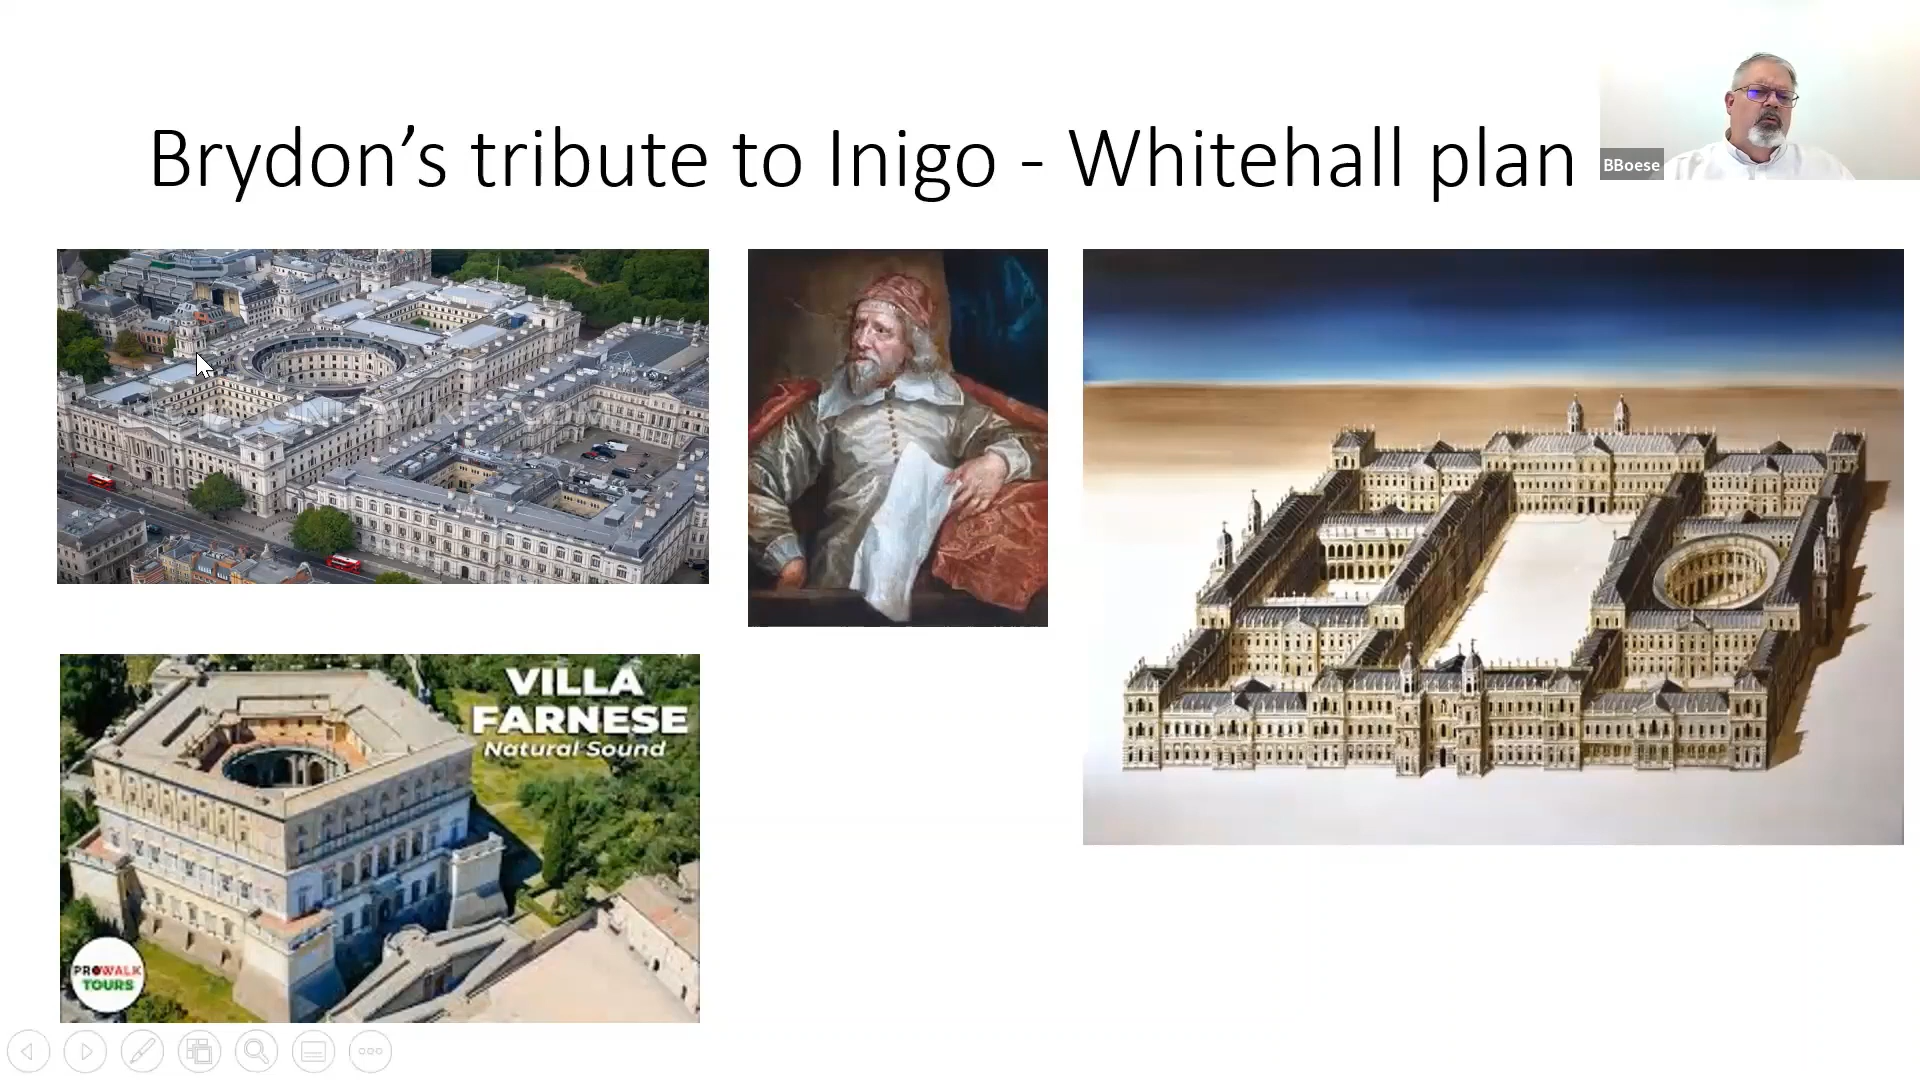 Brydon’s tribute to Inigo - Whitehall plan
BBoese
VILLA
FARNESE
Natural Sound
PROWALK
TOURS